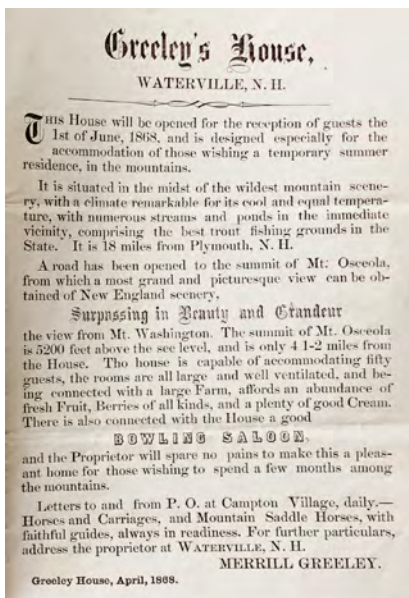 Greeley's House,
WATERVILLE, N. H.
THIS House will be opened for the reception of guests the
1st of June, 1868, and is designed especially for the
accommodation of those wishing a temporary summer
residence, in the mountains.
It is situated in the midst of the wildest mountain scene-
ry, with a climate remarkable for its cool and equal tempera-
ture, with numerous streams and ponds in the immediate
vicinity, comprising the best trout fishing grounds in the
State. It is 18 miles from Plymouth, N. H.
A road has been opened to the summit of Mt. Osceola,
from which a most grand and picturesque view can be ob-
tained of New England scenery,
Surpassing in Beauty and Grandeur
the view from Mt. Washington. The summit of Mt. Osceola
is 5200 feet above the see level, and is only 4 1-2 miles from
the House. Tho house is capable of accommodating fifty
guests, the rooms are all large and well ventilated, and be-
ing connected with a large Farm, affords an abundance of
fresh Fruit, Berries of all kinds, and a plenty of good Cream.
There is also connected with the House a good
BOWLING SALOON,
and the Proprietor will spare no pains to make this a pleas-
ant home for those wishing to spend a few months among
the mountains.
Letters to and from P. O. at Campton Village, daily.—
Horses and Carriages, and Mountain Saddle Horses, with
faithful guides, always in readiness. For further particulars,
address the proprietor at WATERVILLE, N. H.
MERRILL GREELEY.
Greeley House, April, 1868.